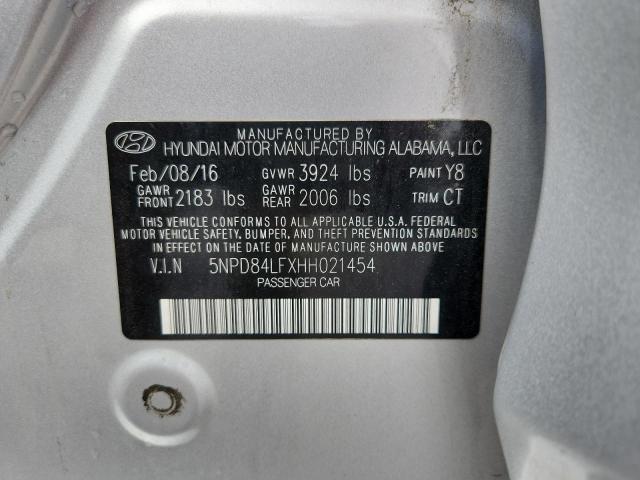 MANUFACTURED BY
HYUNDAI MOTOR MANUFACTURING ALABAMA, LLC
Feb/08/16 GVWR 3924 lbs PAINT Y8
GAWR FRONT 2183 lbs GAWR REAR 2006 lbs TRIM CT
THIS VEHICLE CONFORMS TO ALL APPLICABLE U.S.A. FEDERAL
MOTOR VEHICLE SAFETY, BUMPER, AND THEFT PREVENTION STANDARDS
IN EFFECT ON THE DATE OF MANUFACTURE SHOWN ABOVE.
V.I.N 5NPD84LFXHH021454
PASSENGER CAR